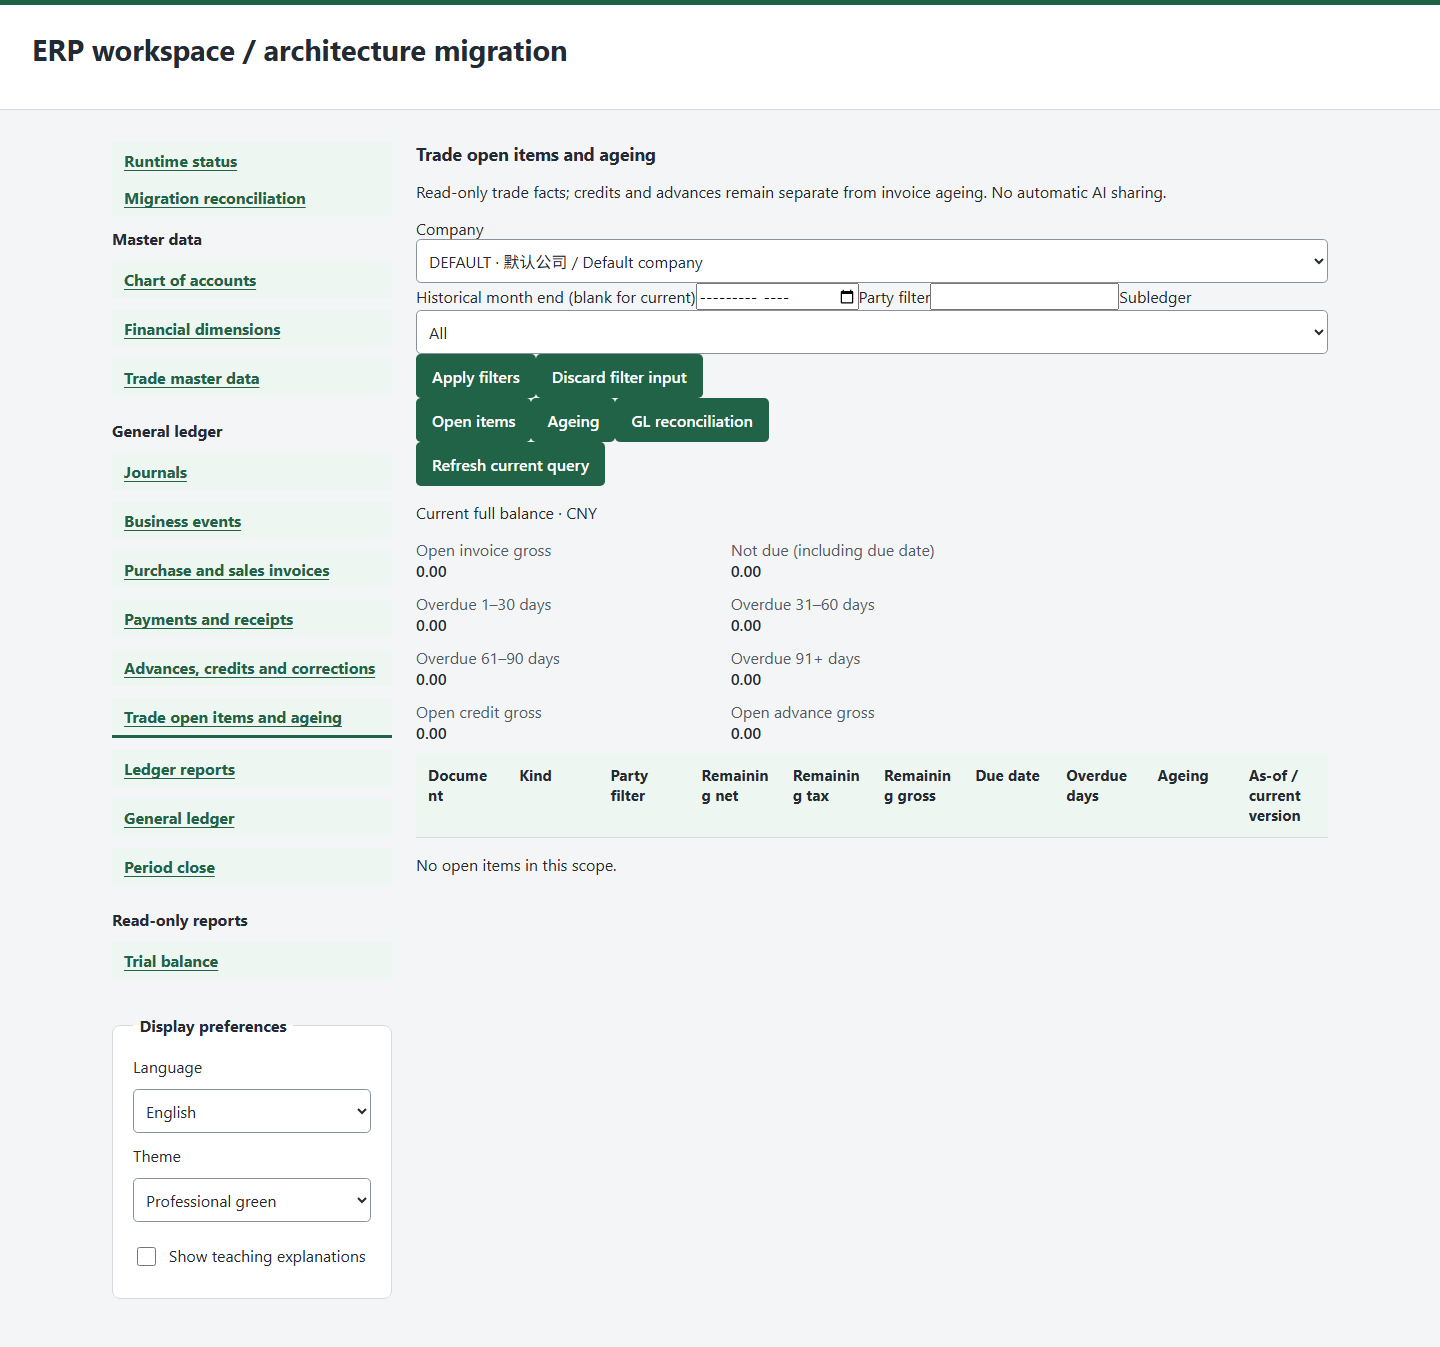 ERP workspace / architecture migration
Runtime status
Migration reconciliation
Master data
Chart of accounts
Financial dimensions
Trade master data
General ledger
Journals
Business events
Purchase and sales invoices
Payments and receipts
Advances, credits and corrections
Trade open items and ageing
Ledger reports
General ledger
Period close
Read-only reports
Trial balance
Display preferences
Language
English
Theme
Professional green
Show teaching explanations
Trade open items and ageing
Read-only trade facts; credits and advances remain separate from invoice ageing. No automatic AI sharing.
Company
DEFAULT · 默认公司 / Default company
Historical month end (blank for current) --------- ---- Party filter Subledger
All
Apply filters Discard filter input
Open items Ageing GL reconciliation
Refresh current query
Current full balance · CNY
Open invoice gross Not due (including due date)
0.00 0.00
Overdue 1–30 days Overdue 31–60 days
0.00 0.00
Overdue 61–90 days Overdue 91+ days
0.00 0.00
Open credit gross Open advance gross
0.00 0.00
Docume Kind Party Remainin Remainin Remainin Due date Overdue Ageing As-of /
nt filter g net g tax g gross days current
version
No open items in this scope.